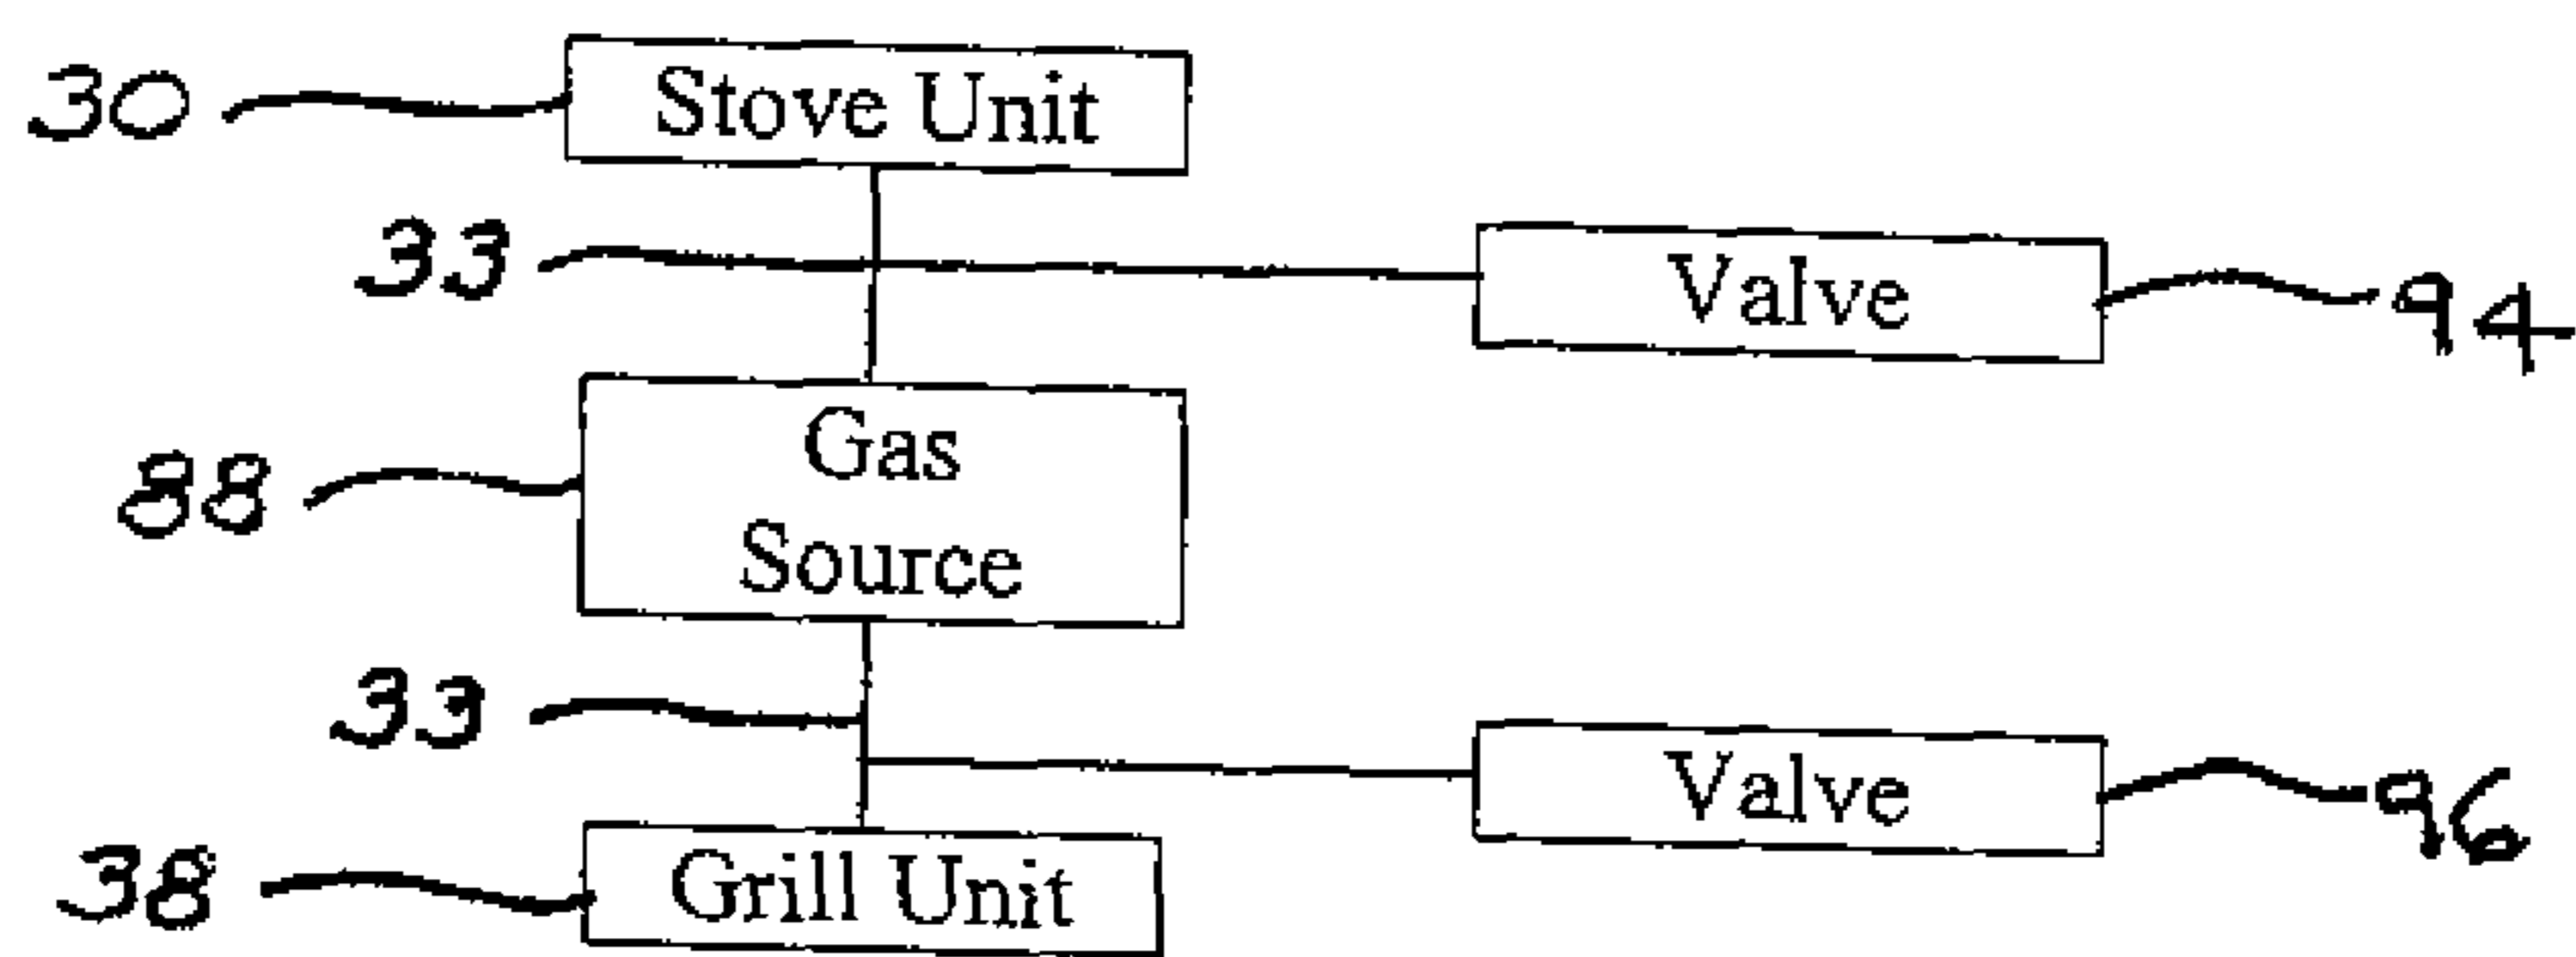 30 Stove Unit
33 Valve 94
88 Gas
Source
33 Valve 96
38 Grill Unit